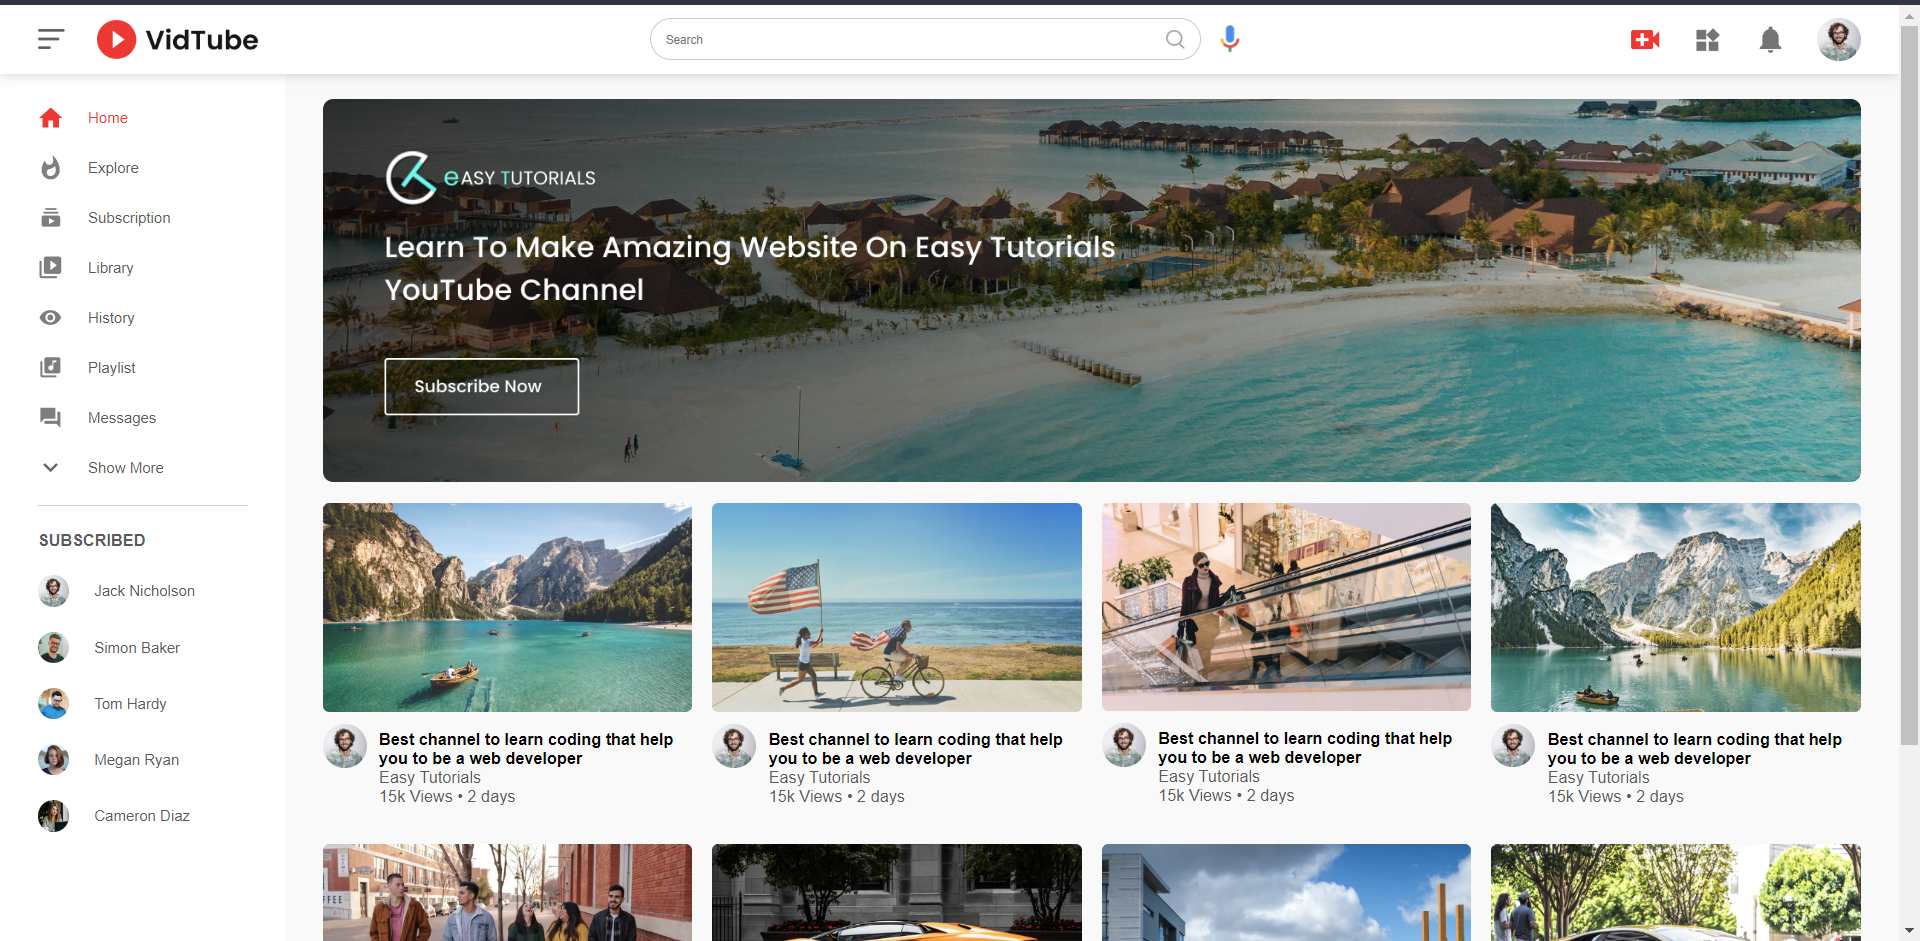 VidTube
Search
Home
Explore
Subscription
Library
History
Playlist
Messages
Show More
SUBSCRIBED
Jack Nicholson
Simon Baker
Tom Hardy
Megan Ryan
Cameron Diaz
eASY TUTORIALS
Learn To Make Amazing Website On Easy Tutorials
YouTube Channel
Subscribe Now
Best channel to learn coding that help
you to be a web developer
Easy Tutorials
15k Views • 2 days
Best channel to learn coding that help
you to be a web developer
Easy Tutorials
15k Views • 2 days
Best channel to learn coding that help
you to be a web developer
Easy Tutorials
15k Views • 2 days
Best channel to learn coding that help
you to be a web developer
Easy Tutorials
15k Views • 2 days